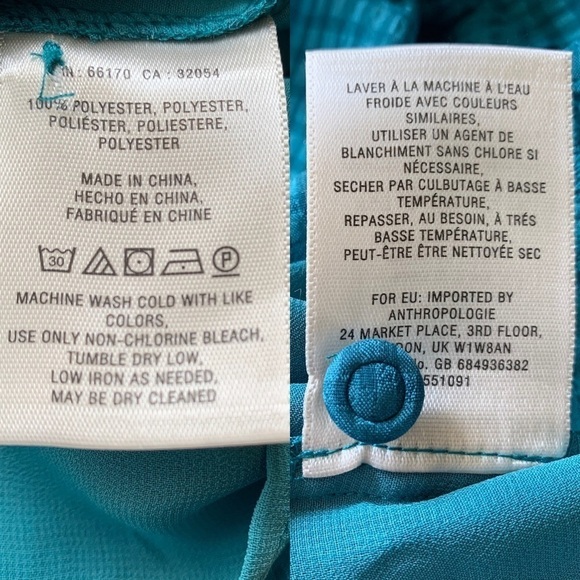 N : 66170 CA : 32054
100% POLYESTER, POLYESTER,
POLIÉSTER, POLIESTERE,
POLYESTER
MADE IN CHINA,
HECHO EN CHINA,
FABRIQUÉ EN CHINE
30 P
MACHINE WASH COLD WITH LIKE
COLORS,
USE ONLY NON-CHLORINE BLEACH,
TUMBLE DRY LOW,
LOW IRON AS NEEDED,
MAY BE DRY CLEANED
LAVER À LA MACHINE À L'EAU
FROIDE AVEC COULEURS
SIMILAIRES,
UTILISER UN AGENT DE
BLANCHIMENT SANS CHLORE SI
NÉCESSAIRE,
SECHER PAR CULBUTAGE À BASSE
TEMPÉRATURE,
REPASSER, AU BESOIN, À TRÉS
BASSE TEMPÉRATURE,
PEUT-ÊTRE ÊTRE NETTOYÉE SEC
FOR EU: IMPORTED BY
ANTHROPOLOGIE
24 MARKET PLACE, 3RD FLOOR,
ON, UK W1W8AN
o. GB 684936382
551091